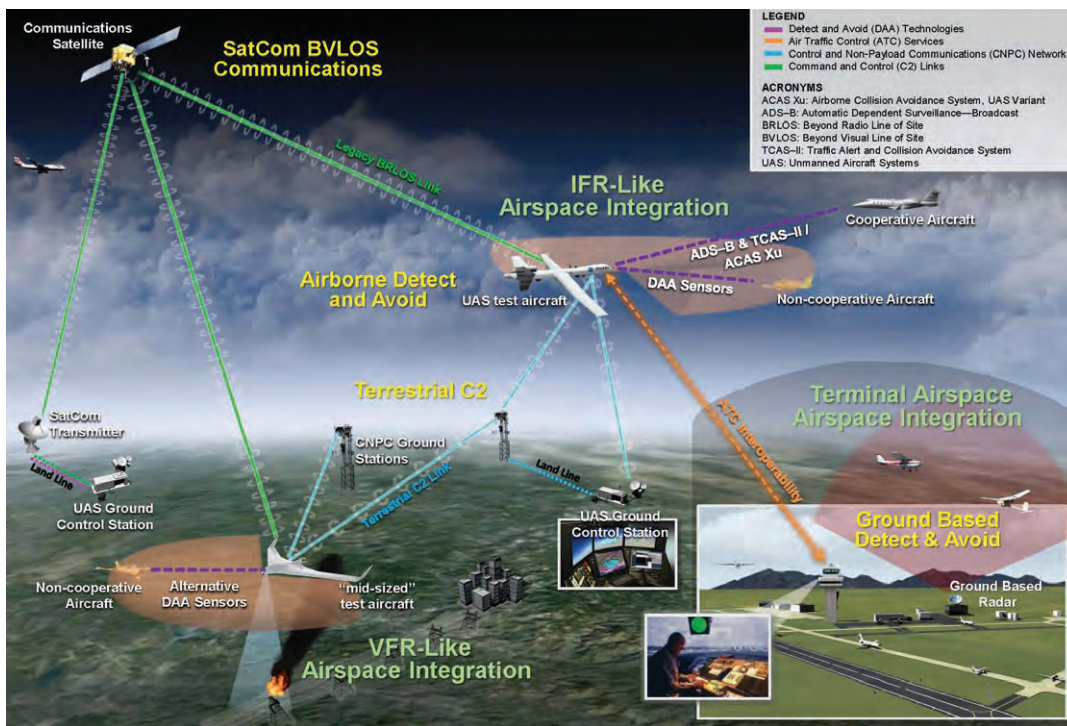 Communications
Satellite
SatCom BVLOS
Communications
LEGEND
Detect and Avoid (DAA) Technologies
Air Traffic Control (ATC) Services
Control and Non-Payload Communications (CNPC) Network
Command and Control (C2) Links
ACRONYMS
ACAS Xu: Airborne Collision Avoidance System, UAS Variant
ADS–B: Automatic Dependent Surveillance—Broadcast
BRLOS: Beyond Radio Line of Site
BVLOS: Beyond Visual Line of Site
TCAS–II: Traffic Alert and Collision Avoidance System
UAS: Unmanned Aircraft Systems
Legacy BRLOS Link
IFR-Like
Airspace Integration
Cooperative Aircraft
ADS–B & TCAS–II /
ACAS Xu
DAA Sensors
Non-cooperative Aircraft
Airborne Detect
and Avoid
UAS test aircraft
Terrestrial C2
ATC Interoperability
Terminal Airspace
Airspace Integration
SatCom
Transmitter
Land Line
UAS Ground
Control Station
CNPC Ground
Stations
Terrestrial C2 Link
Land Line
UAS Ground
Control Station
Ground Based
Detect & Avoid
Ground Based
Radar
Non-cooperative
Aircraft
Alternative
DAA Sensors
“mid-sized”
test aircraft
VFR-Like
Airspace Integration